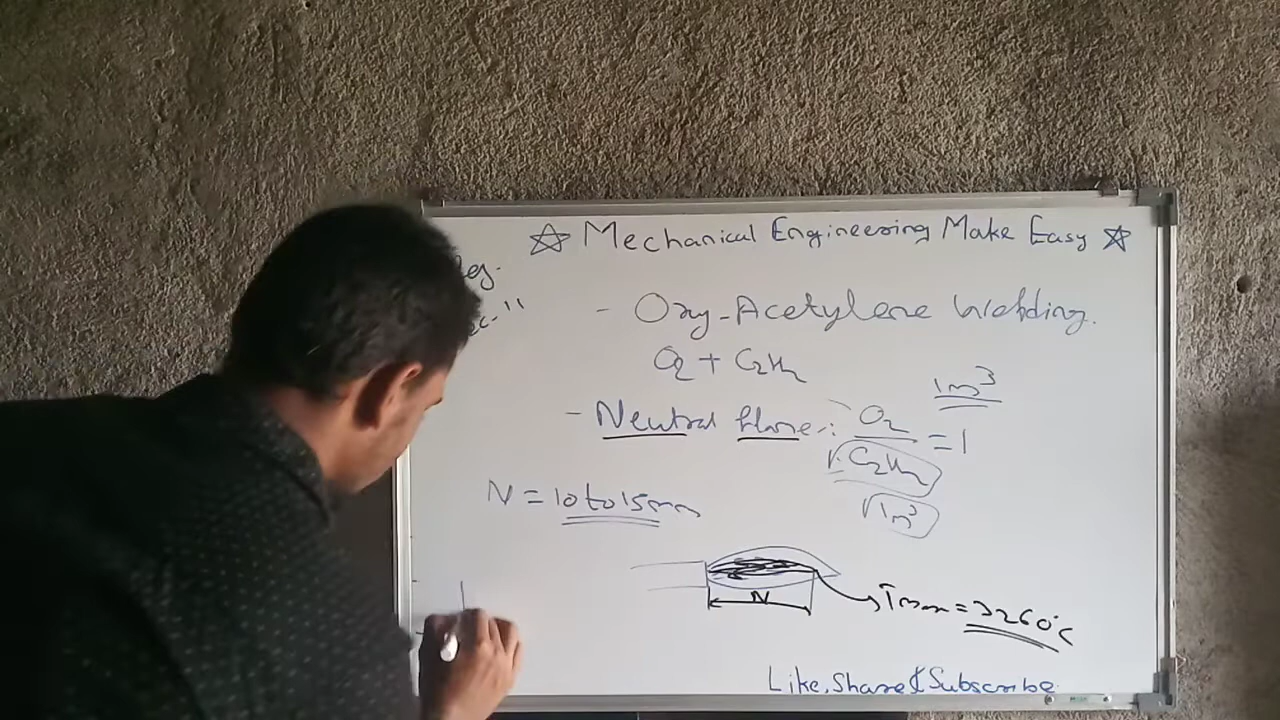 ☆ Mechanical Engineering Make Easy ☆
- Oxy-Acetylene Welding.
O2 + C2H2
1m³
- Neutral flame :- O2 / C2H2 = 1
1m³
N = 10 to 15mm
N
Tmax = 3260°C
Like, Share & Subscribe